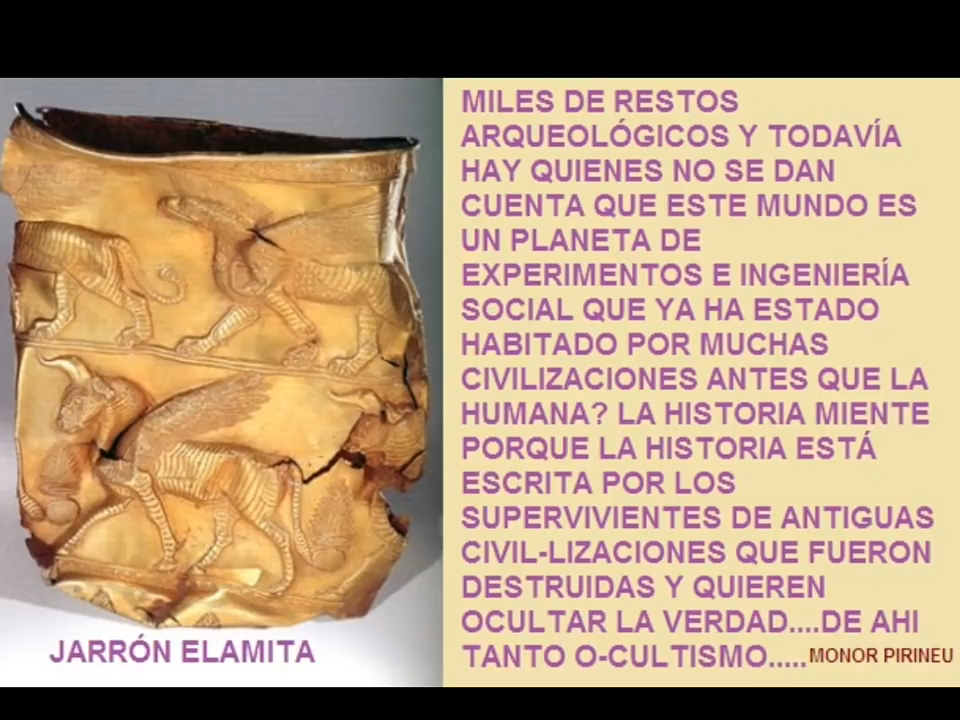 MILES DE RESTOS
ARQUEOLÓGICOS Y TODAVÍA
HAY QUIENES NO SE DAN
CUENTA QUE ESTE MUNDO ES
UN PLANETA DE
EXPERIMENTOS E INGENIERÍA
SOCIAL QUE YA HA ESTADO
HABITADO POR MUCHAS
CIVILIZACIONES ANTES QUE LA
HUMANA? LA HISTORIA MIENTE
PORQUE LA HISTORIA ESTÁ
ESCRITA POR LOS
SUPERVIVIENTES DE ANTIGUAS
CIVIL-LIZACIONES QUE FUERON
DESTRUIDAS Y QUIEREN
OCULTAR LA VERDAD....DE AHI
TANTO O-CULTISMO.....MONOR PIRINEU
JARRÓN ELAMITA